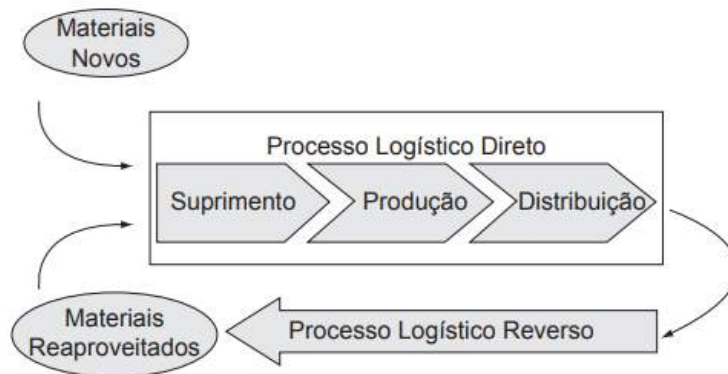 Materiais
Novos
Processo Logístico Direto
Suprimento
Produção
Distribuição
Materiais
Reaproveitados
Processo Logístico Reverso